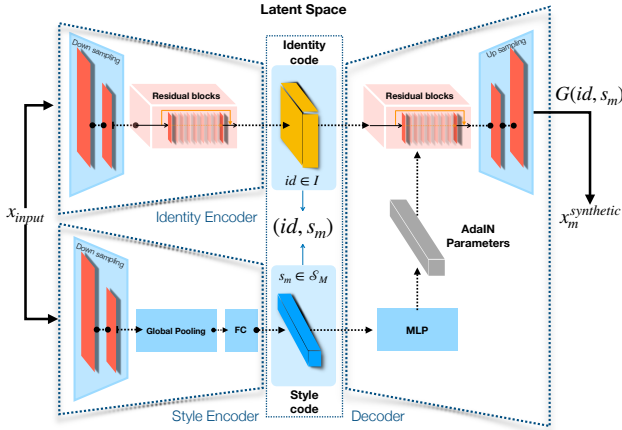 Latent Space
Down sampling
Residual blocks
Identity
code
id ∈ I
Identity Encoder
Residual blocks
Up sampling
G(id, s_m)
x_input
(id, s_m)
x_m^synthetic
AdaIN
Parameters
Down sampling
Global Pooling
FC
s_m ∈ 𝒮_M
MLP
Style Encoder
Style
code
Decoder